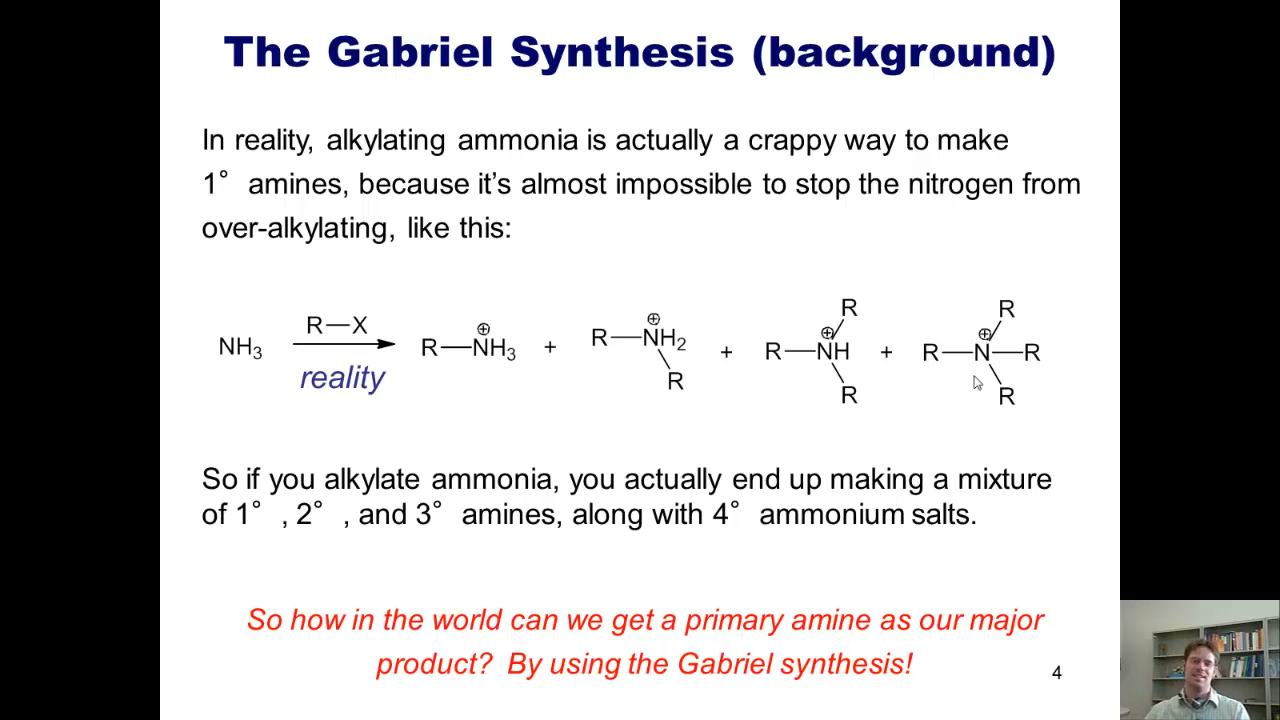 The Gabriel Synthesis (background)
In reality, alkylating ammonia is actually a crappy way to make
1° amines, because it's almost impossible to stop the nitrogen from
over-alkylating, like this:
NH3 R—X reality R—NH3 ⊕ + R—NH2 ⊕ R + R—NH ⊕ R R + R—N—R ⊕ R R
So if you alkylate ammonia, you actually end up making a mixture
of 1° , 2° , and 3° amines, along with 4° ammonium salts.
So how in the world can we get a primary amine as our major
product? By using the Gabriel synthesis!
4